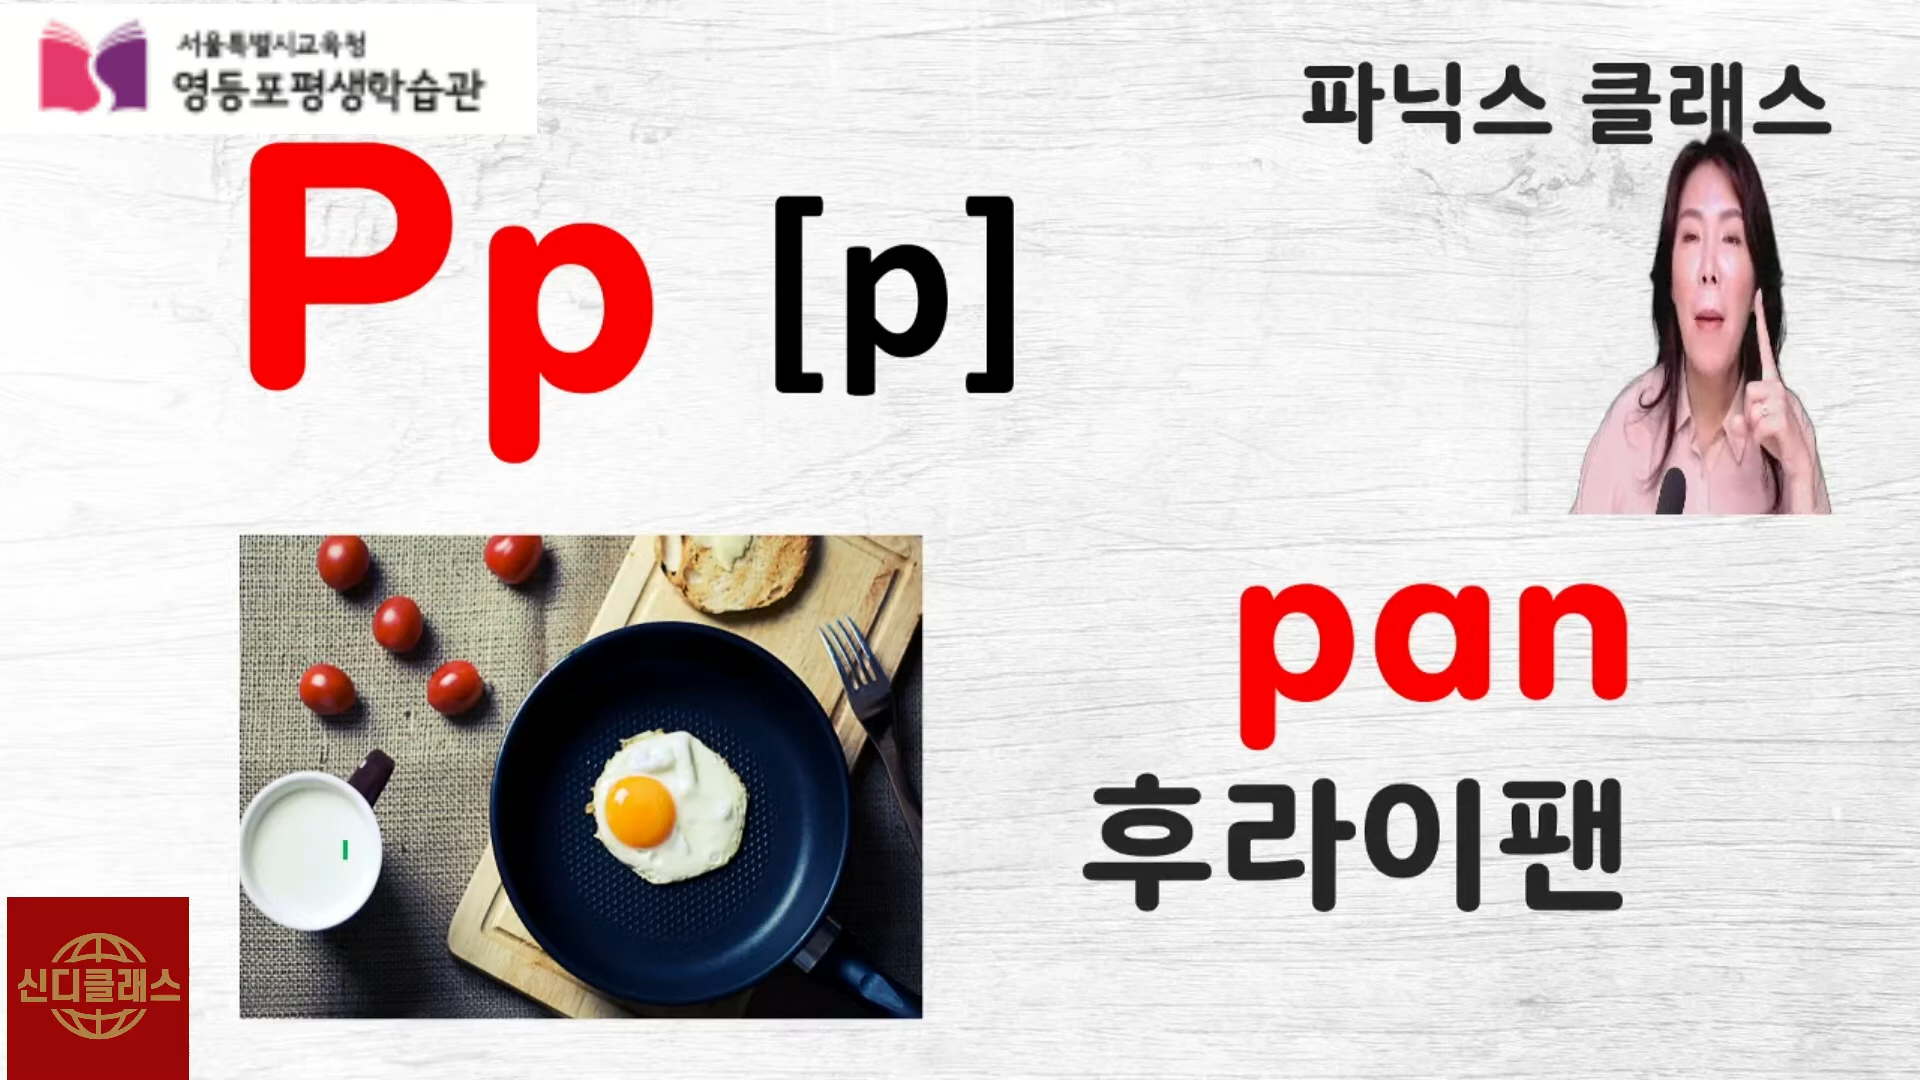 서울특별시교육청
영등포평생학습관
파닉스 클래스
Pp [p]
pan
후라이팬
신디클래스